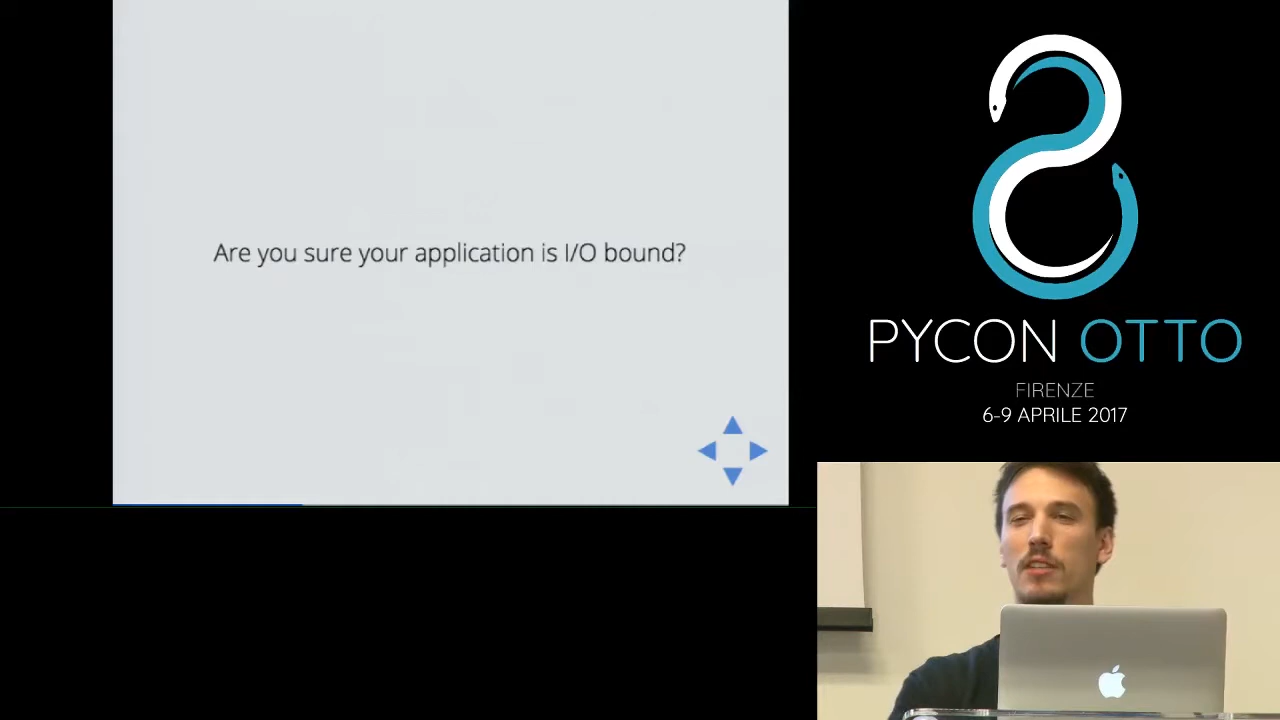 Are you sure your application is I/O bound?
PYCON OTTO
FIRENZE
6-9 APRILE 2017